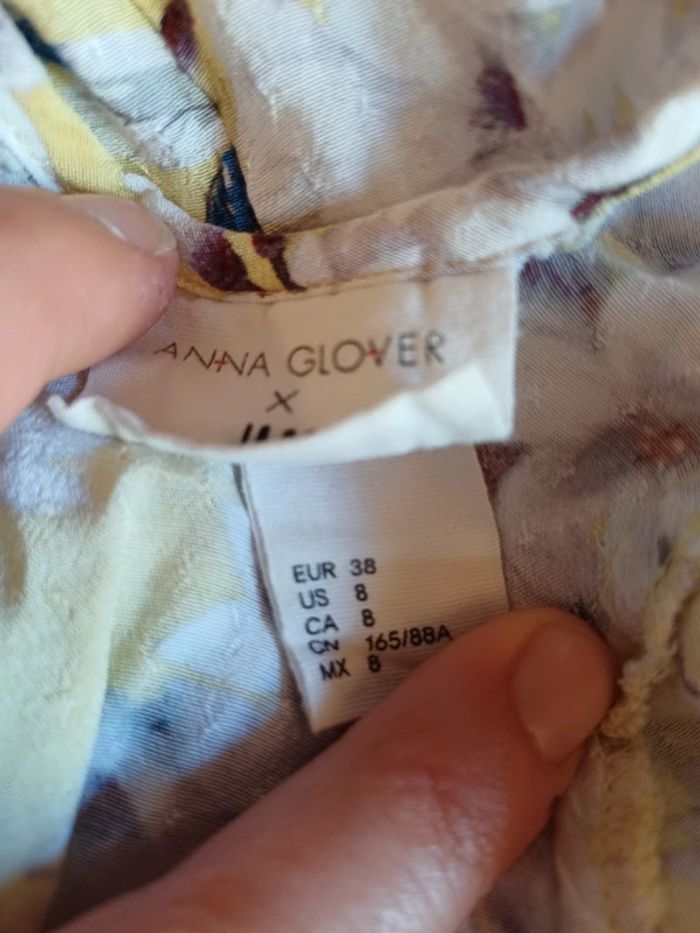 ANNA GLOVER
X
EUR 38
US 8
CA 8
CN 165/88A
MX 8